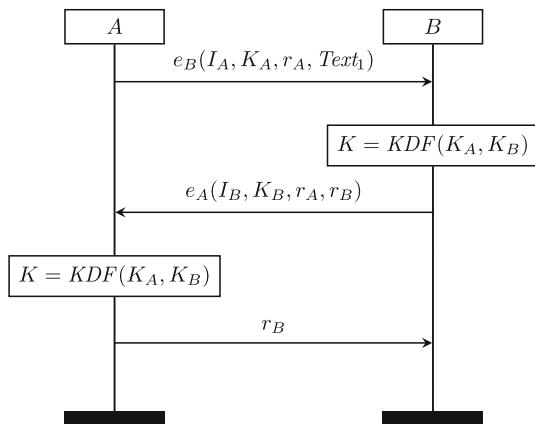 A B
e_B(I_A, K_A, r_A, Text_1)
K = KDF(K_A, K_B)
e_A(I_B, K_B, r_A, r_B)
K = KDF(K_A, K_B)
r_B